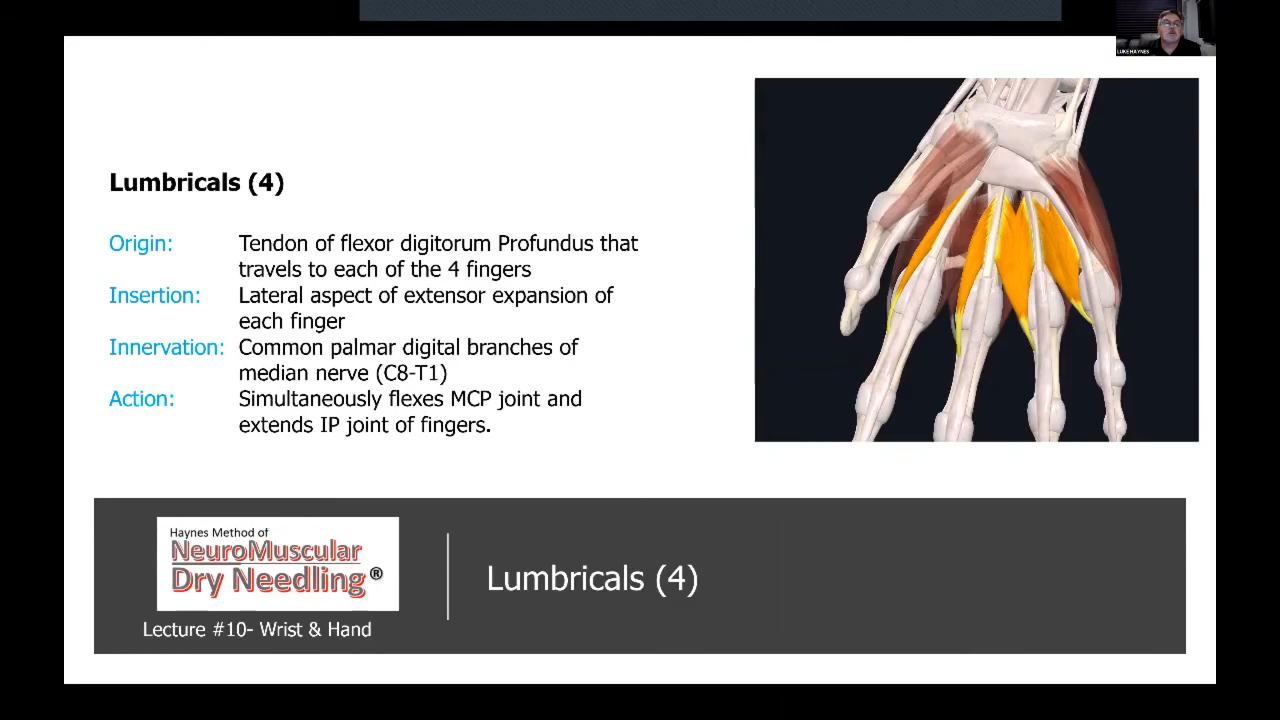 LUKE HAYNES
Lumbricals (4)
Origin: Tendon of flexor digitorum Profundus that
travels to each of the 4 fingers
Insertion: Lateral aspect of extensor expansion of
each finger
Innervation: Common palmar digital branches of
median nerve (C8-T1)
Action: Simultaneously flexes MCP joint and
extends IP joint of fingers.
Haynes Method of
NeuroMuscular
Dry Needling®
Lecture #10- Wrist & Hand
Lumbricals (4)